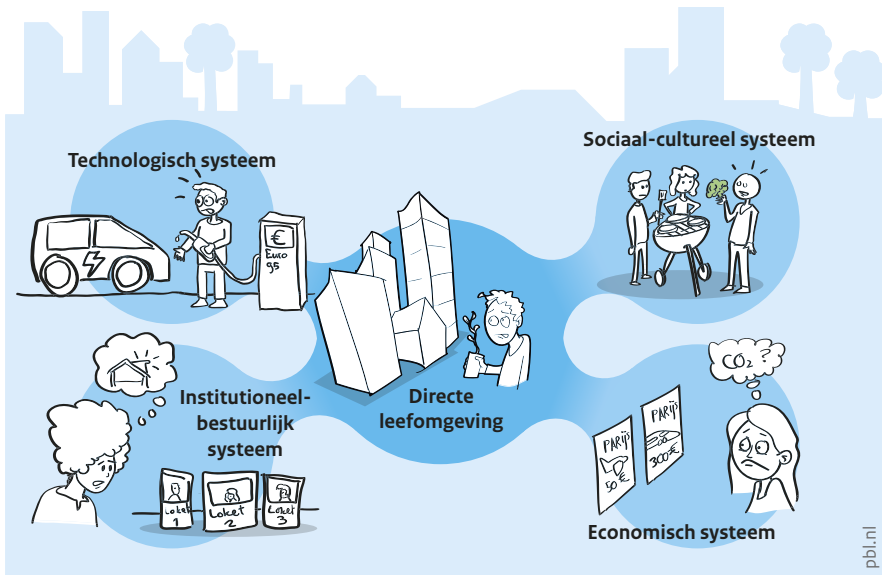 Technologisch systeem
€
Euro
95
Sociaal-cultureel systeem
Institutioneel-
bestuurlijk
systeem
Loket
1
Loket
2
Loket
3
Directe
leefomgeving
CO₂ ?
PARIJS
50 €
PARIJS
300 €
Economisch systeem
pbl.nl